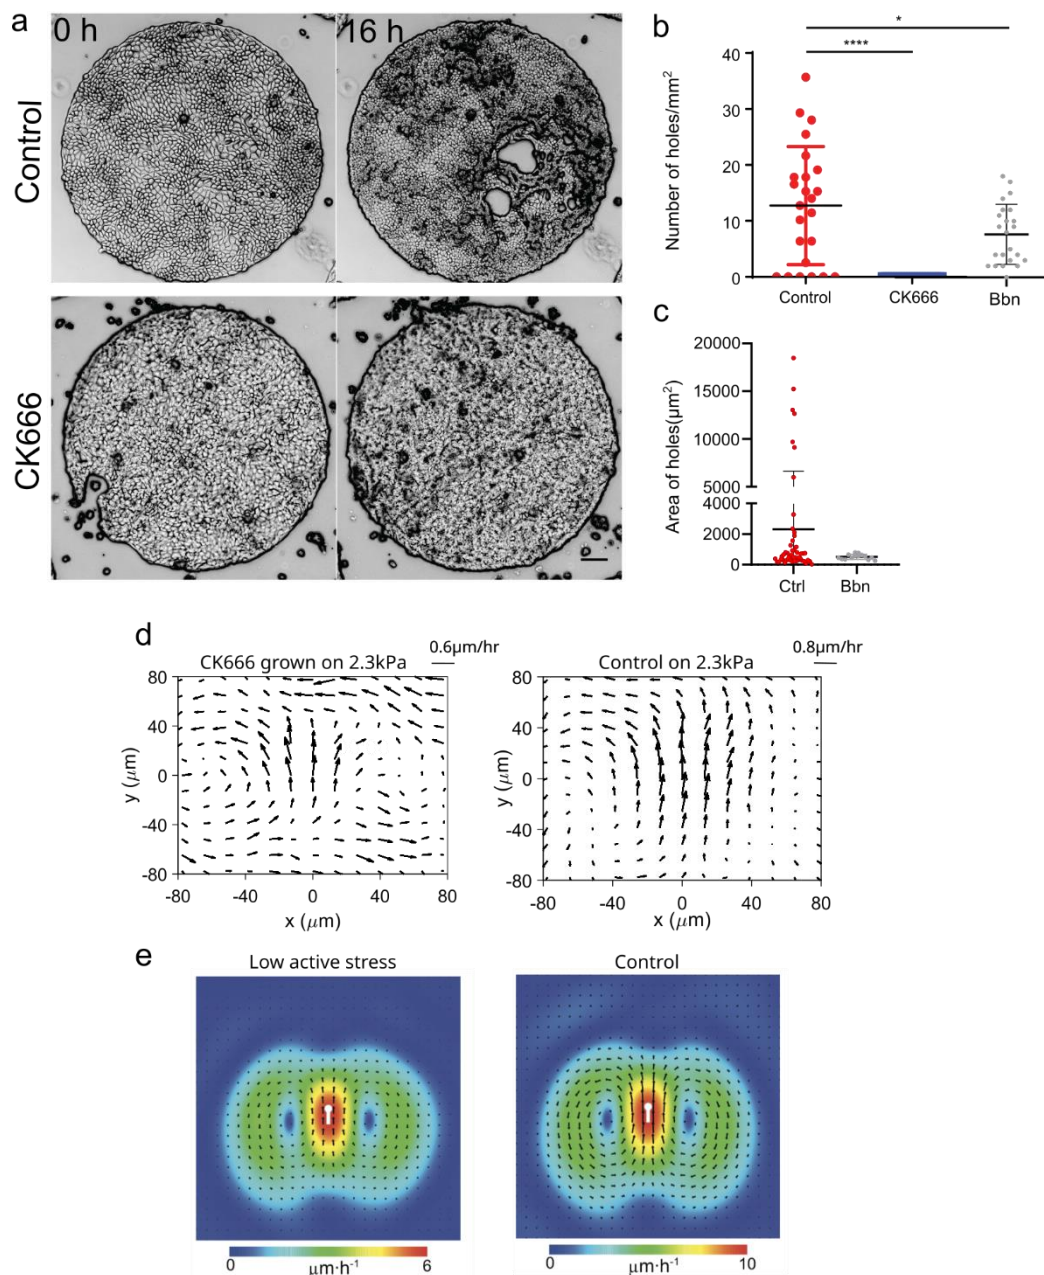 a
0 h
16 h
Control
CK666
b
*
****
Number of holes/mm²
40
30
20
10
0
Control
CK666
Bbn
c
Area of holes(µm²)
20000
15000
10000
5000
4000
2000
0
Ctrl
Bbn
d
0.6µm/hr
CK666 grown on 2.3kPa
y (µm)
80
40
0
-40
-80
-80
-40
0
40
80
x (µm)
0.8µm/hr
Control on 2.3kPa
y (µm)
80
40
0
-40
-80
-80
-40
0
40
80
x (µm)
e
Low active stress
0
6
µm·h⁻¹
Control
0
10
µm·h⁻¹